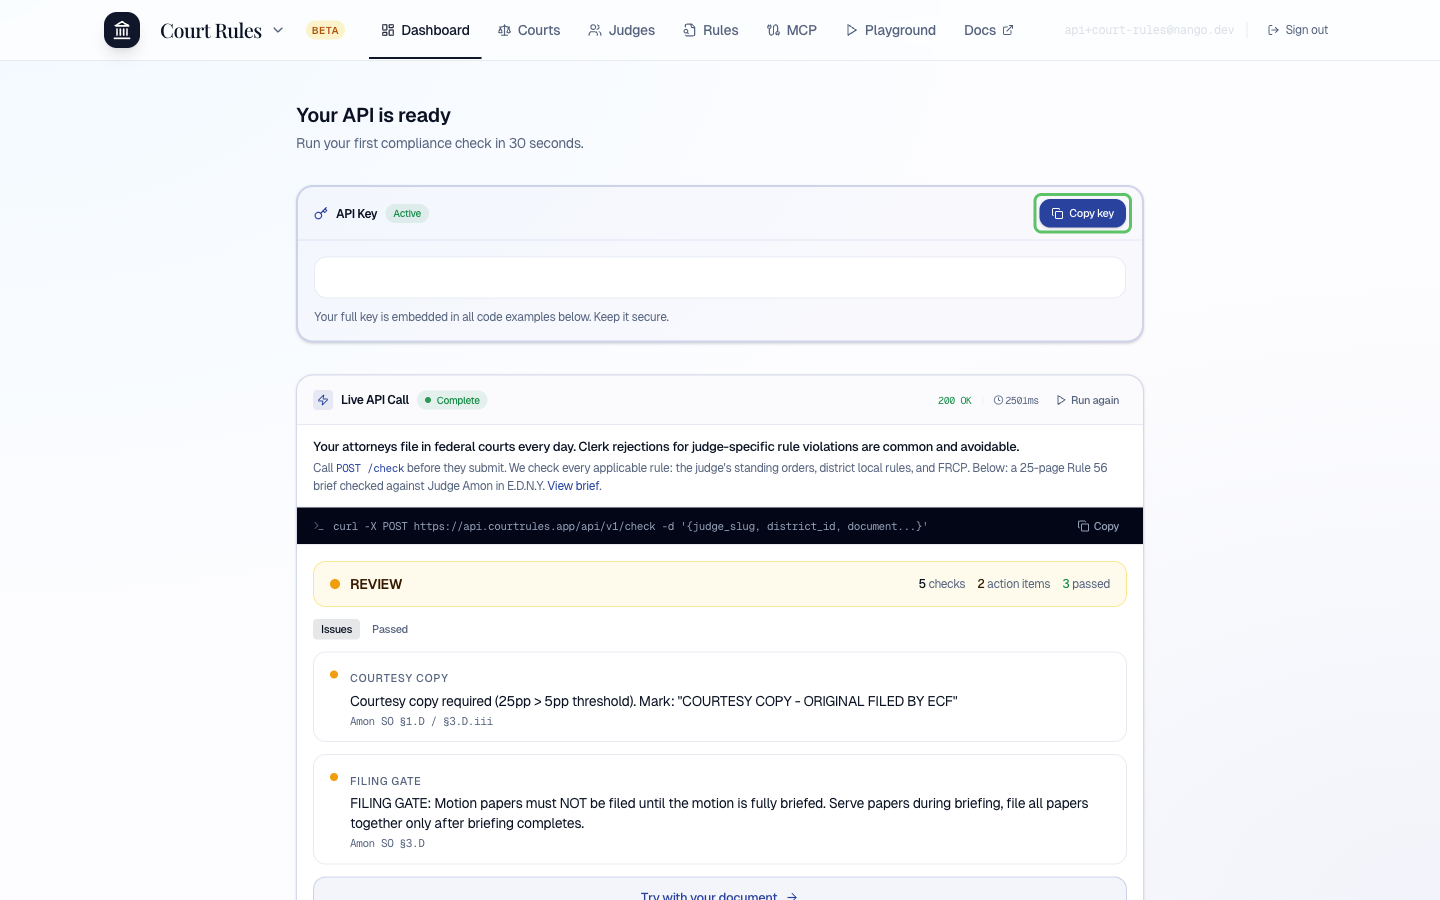 Court Rules
BETA
Dashboard
Courts
Judges
Rules
MCP
Playground
Docs
api+court-rules@nango.dev
Sign out
Your API is ready
Run your first compliance check in 30 seconds.
API Key
Active
Copy key
Your full key is embedded in all code examples below. Keep it secure.
Live API Call
Complete
200 OK
2501ms
Run again
Your attorneys file in federal courts every day. Clerk rejections for judge-specific rule violations are common and avoidable.
Call POST /check before they submit. We check every applicable rule: the judge's standing orders, district local rules, and FRCP. Below: a 25-page Rule 56
brief checked against Judge Amon in E.D.N.Y. View brief.
>_ curl -X POST https://api.courtrules.app/api/v1/check -d '{judge_slug, district_id, document...}'
Copy
REVIEW
5 checks
2 action items
3 passed
Issues
Passed
COURTESY COPY
Courtesy copy required (25pp > 5pp threshold). Mark: "COURTESY COPY - ORIGINAL FILED BY ECF"
Amon SO §1.D / §3.D.iii
FILING GATE
FILING GATE: Motion papers must NOT be filed until the motion is fully briefed. Serve papers during briefing, file all papers
together only after briefing completes.
Amon SO §3.D
Try with your document →